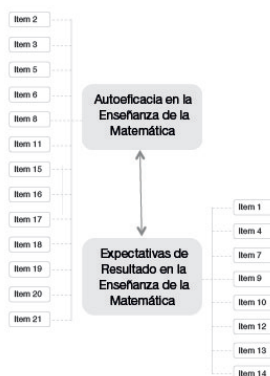 Item 2
Item 3
Item 5
Item 6
Item 8
Item 11
Item 15
Item 16
Item 17
Item 18
Item 19
Item 20
Item 21
Autoeficacia en la
Enseñanza de la
Matemática
Expectativas de
Resultado en la
Enseñanza de la
Matemática
Item 1
Item 4
Item 7
Item 9
Item 10
Item 12
Item 13
Item 14